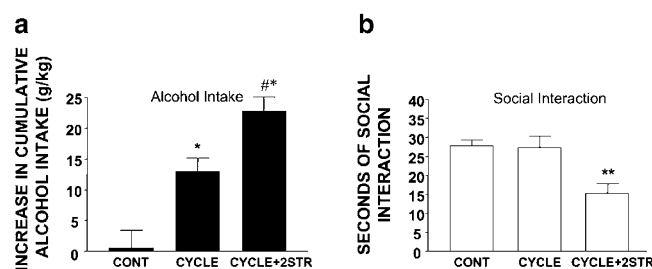 a
INCREASE IN CUMULATIVE
ALCOHOL INTAKE (g/kg)
Alcohol Intake
25
20
15
10
5
0
*
#*
CONT
CYCLE
CYCLE+2STR
b
SECONDS OF SOCIAL
INTERACTION
Social Interaction
40
35
30
25
20
15
10
5
0
**
CONT
CYCLE
CYCLE+2STR